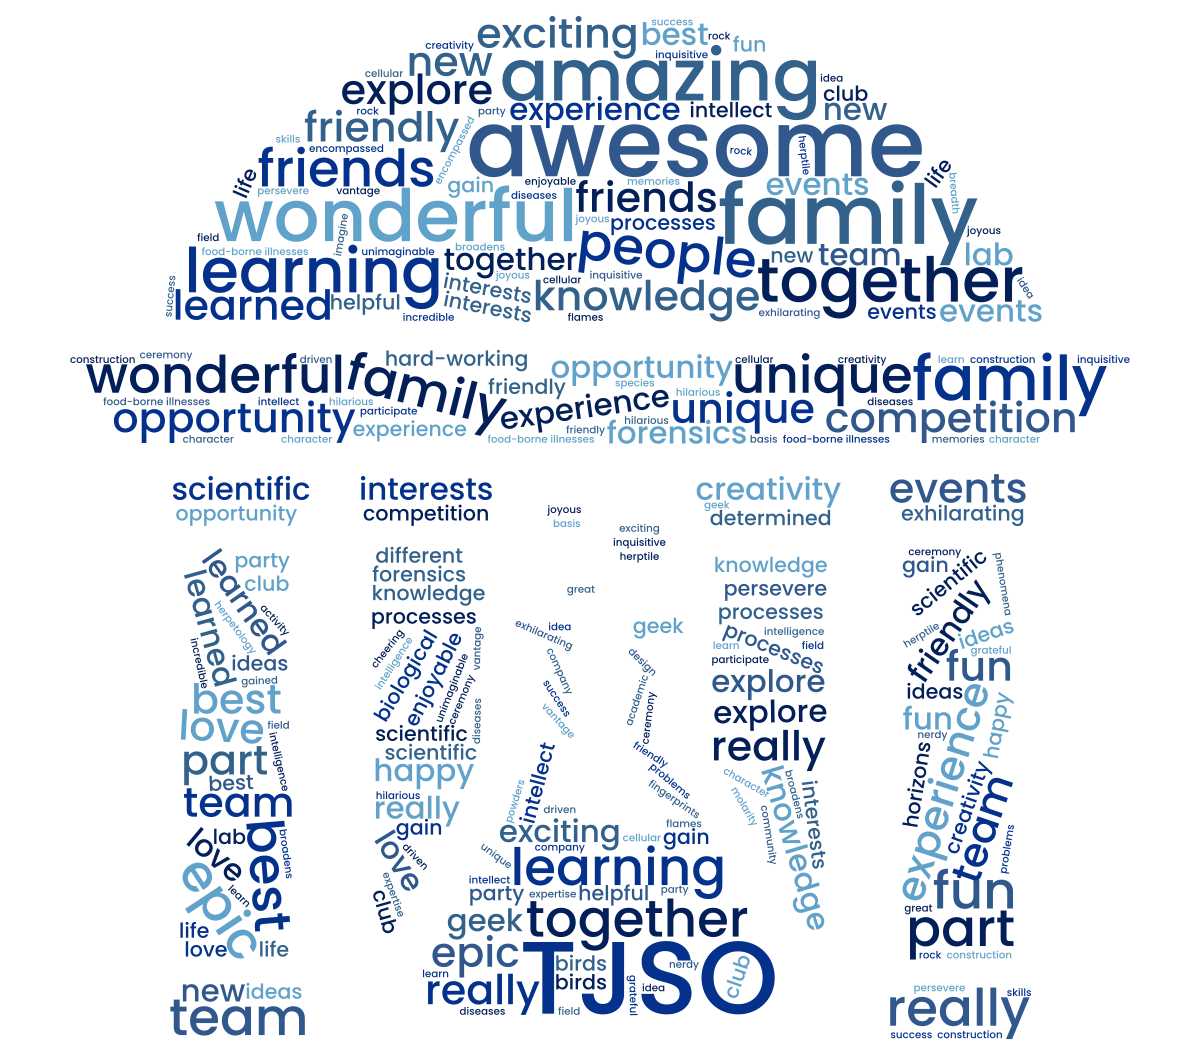 success
exciting best rock fun
creativity new inquisitive
amazing
cellular explore idea club
rock party experience intellect new
skills friendly encompassed awesome
encompassed rock herptile
life friends life
persevere vantage gain enjoyable memories events breadth
diseases friends
wonderful family
field imagine joyous processes joyous
food-borne illnesses unimaginable broadens people new team lab
learning together
success joyous cellular inquisitive together idea
learned helpful interests knowledge
interests
incredible flames exhilarating events events
construction ceremony driven hard-working opportunity cellular creativity learn construction inquisitive
wonderful family friendly species unique family
food-borne illnesses intellect hilarious experience hilarious diseases
opportunity participate hilarious unique competition
experience friendly forensics
character character food-borne illnesses basis food-borne illnesses memories character
scientific interests creativity events
opportunity competition joyous geek determined exhilarating
basis
exciting
inquisitive
herptile
great
learned party
learned club
herpetology activity
incredible ideas
gained
best
love field
part intelligence
best
team
lab
love best broadens
epic learn
life
love life
new ideas
team
different
forensics
knowledge
processes
cheering
intelligence biological enjoyable vantage
unimaginable ceremony diseases
scientific
scientific
happy
hilarious
really
gain
love driven
expertise
club
exhilarating idea
company
success
vantage
geek
design
academic
ceremony
friendly
problems
fingerprints
powders intellect
driven
exciting cellular flames gain
unique company
learning
intellect
party expertise helpful party
geek together
epic TJSO
birds
birds
learn nerdy club
really grateful idea
diseases field
knowledge
persevere
processes
processes intelligence
learn field
participate
explore
explore
really
character knowledge broadens interests
molarity community
ceremony
gain scientific phenomena
herptile friendly ideas
grateful
fun
ideas
fun experience happy
nerdy
horizons creativity team problems
fun
great
part
rock construction
persevere skills
really
success construction